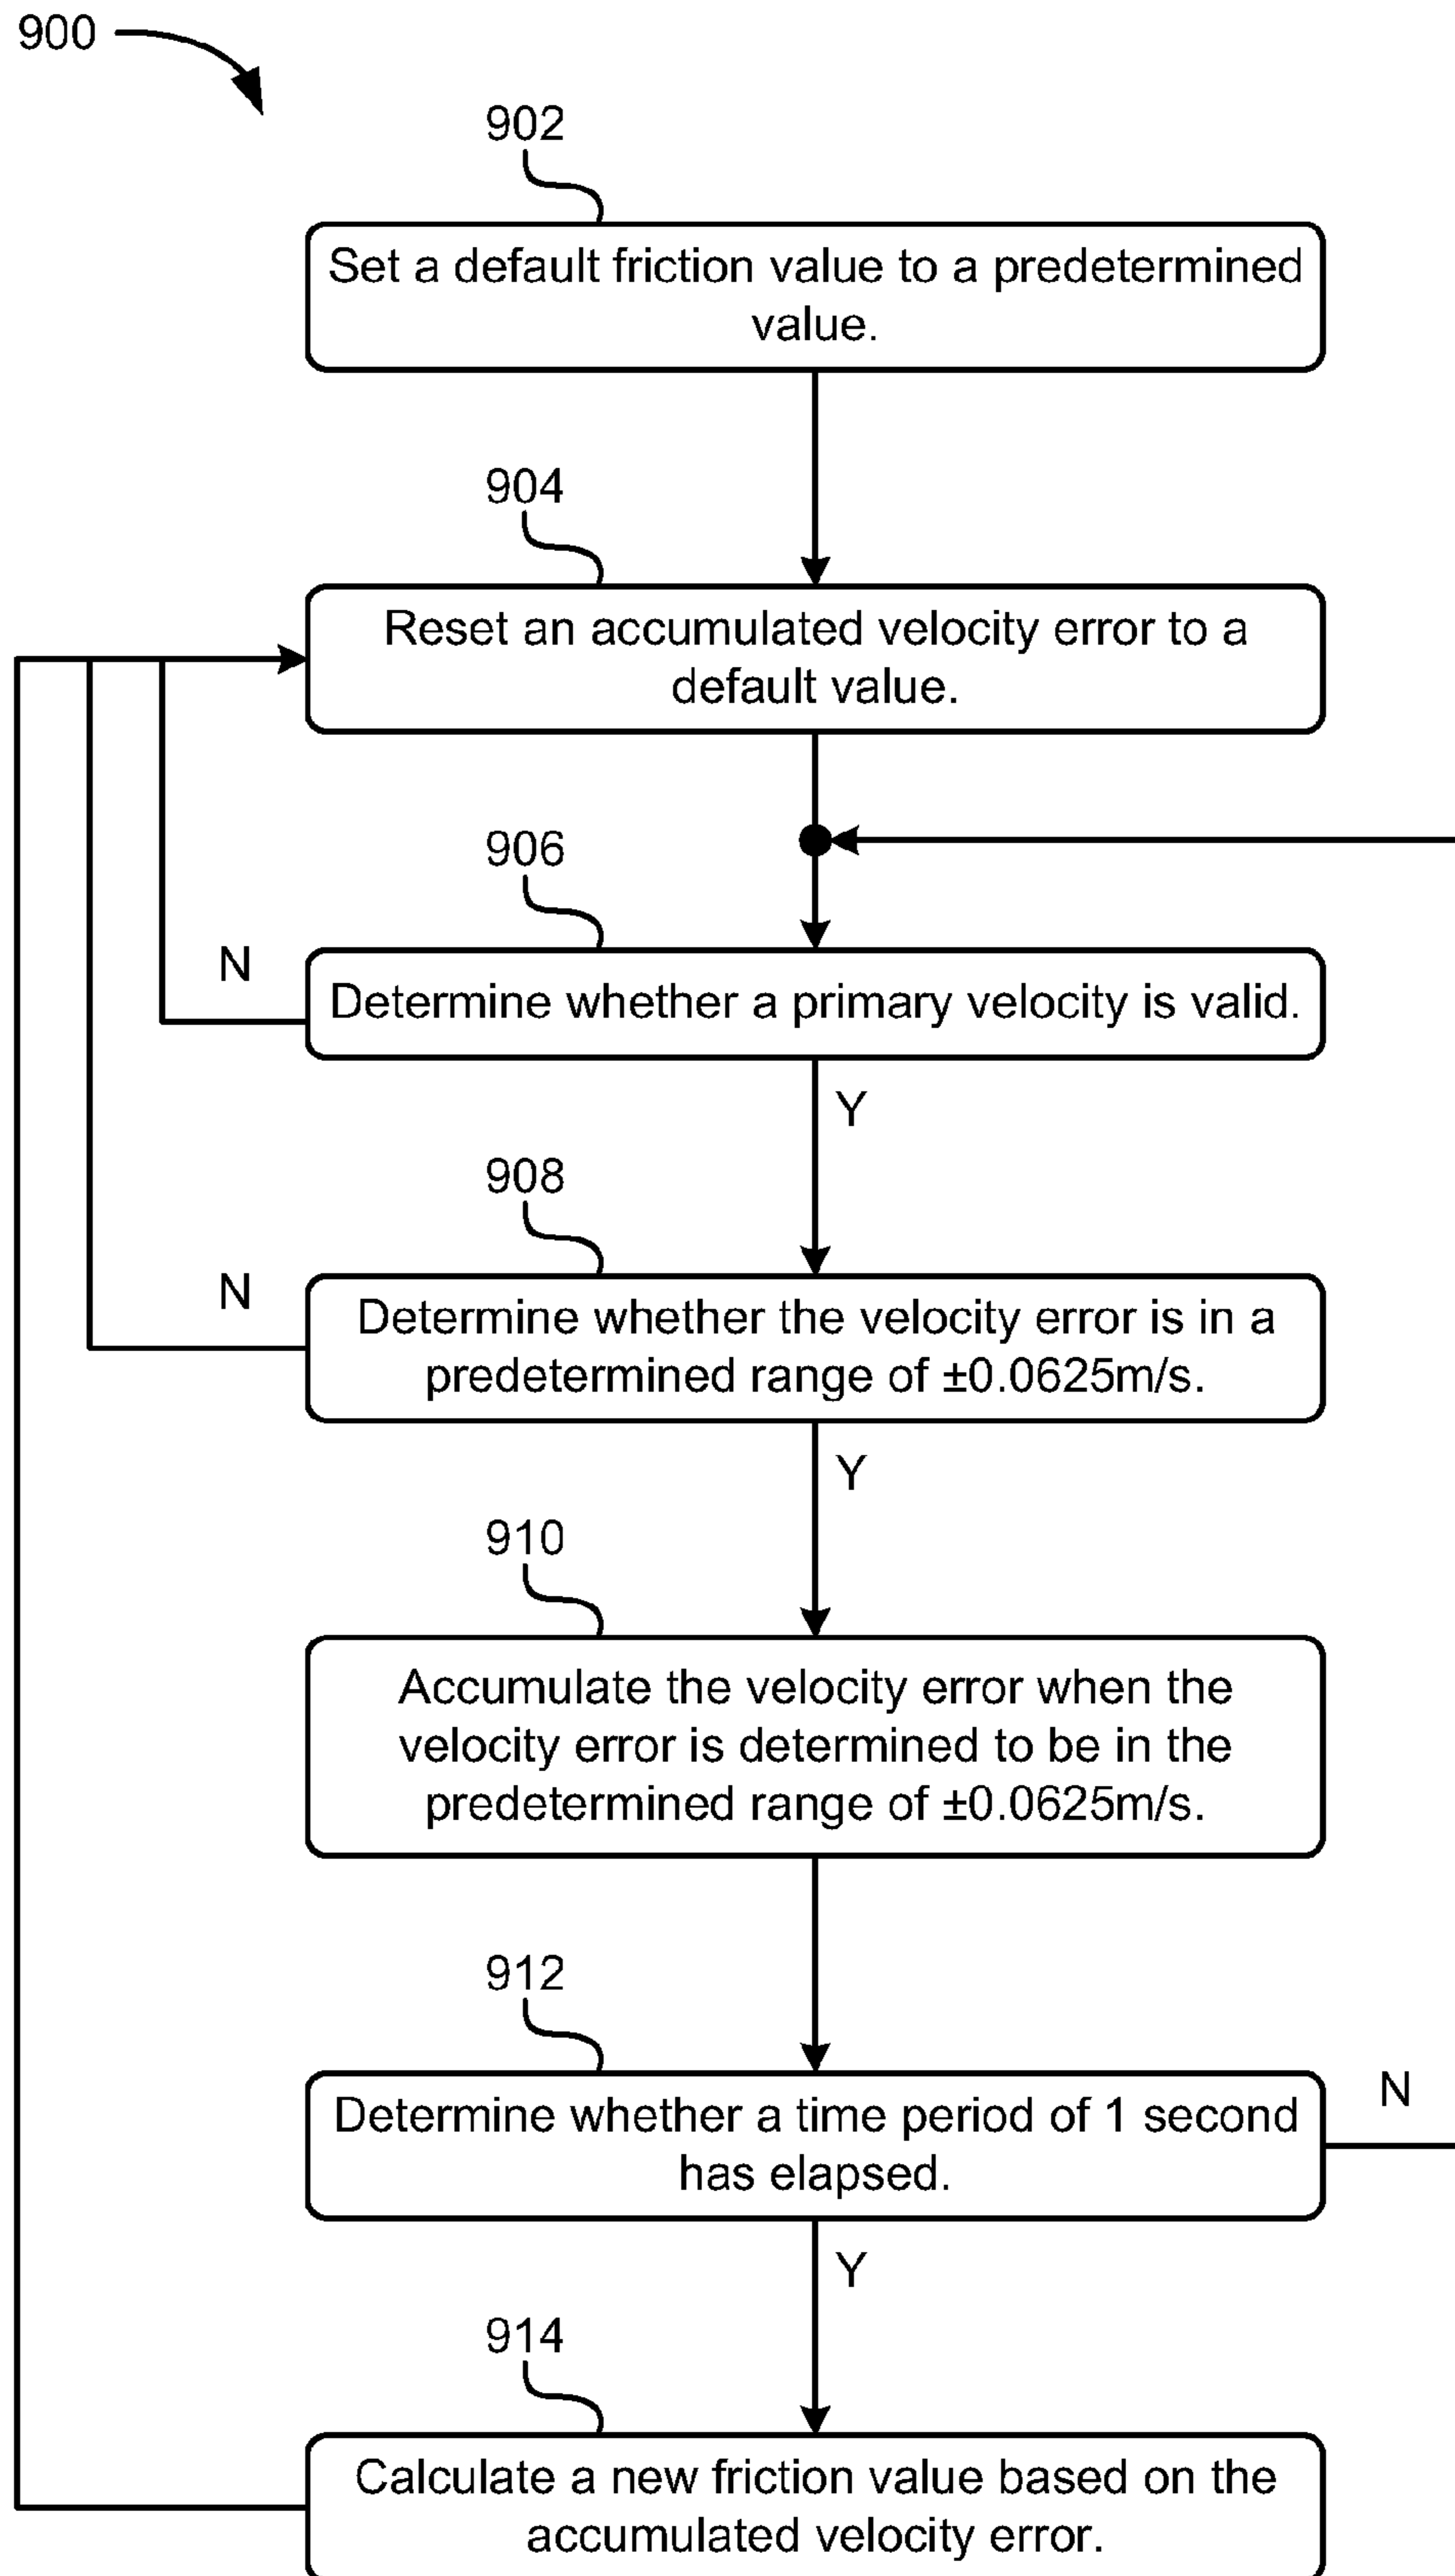 900
902
Set a default friction value to a predetermined
value.
904
Reset an accumulated velocity error to a
default value.
906
N
Determine whether a primary velocity is valid.
Y
908
N
Determine whether the velocity error is in a
predetermined range of ±0.0625m/s.
Y
910
Accumulate the velocity error when the
velocity error is determined to be in the
predetermined range of ±0.0625m/s.
912
N
Determine whether a time period of 1 second
has elapsed.
Y
914
Calculate a new friction value based on the
accumulated velocity error.